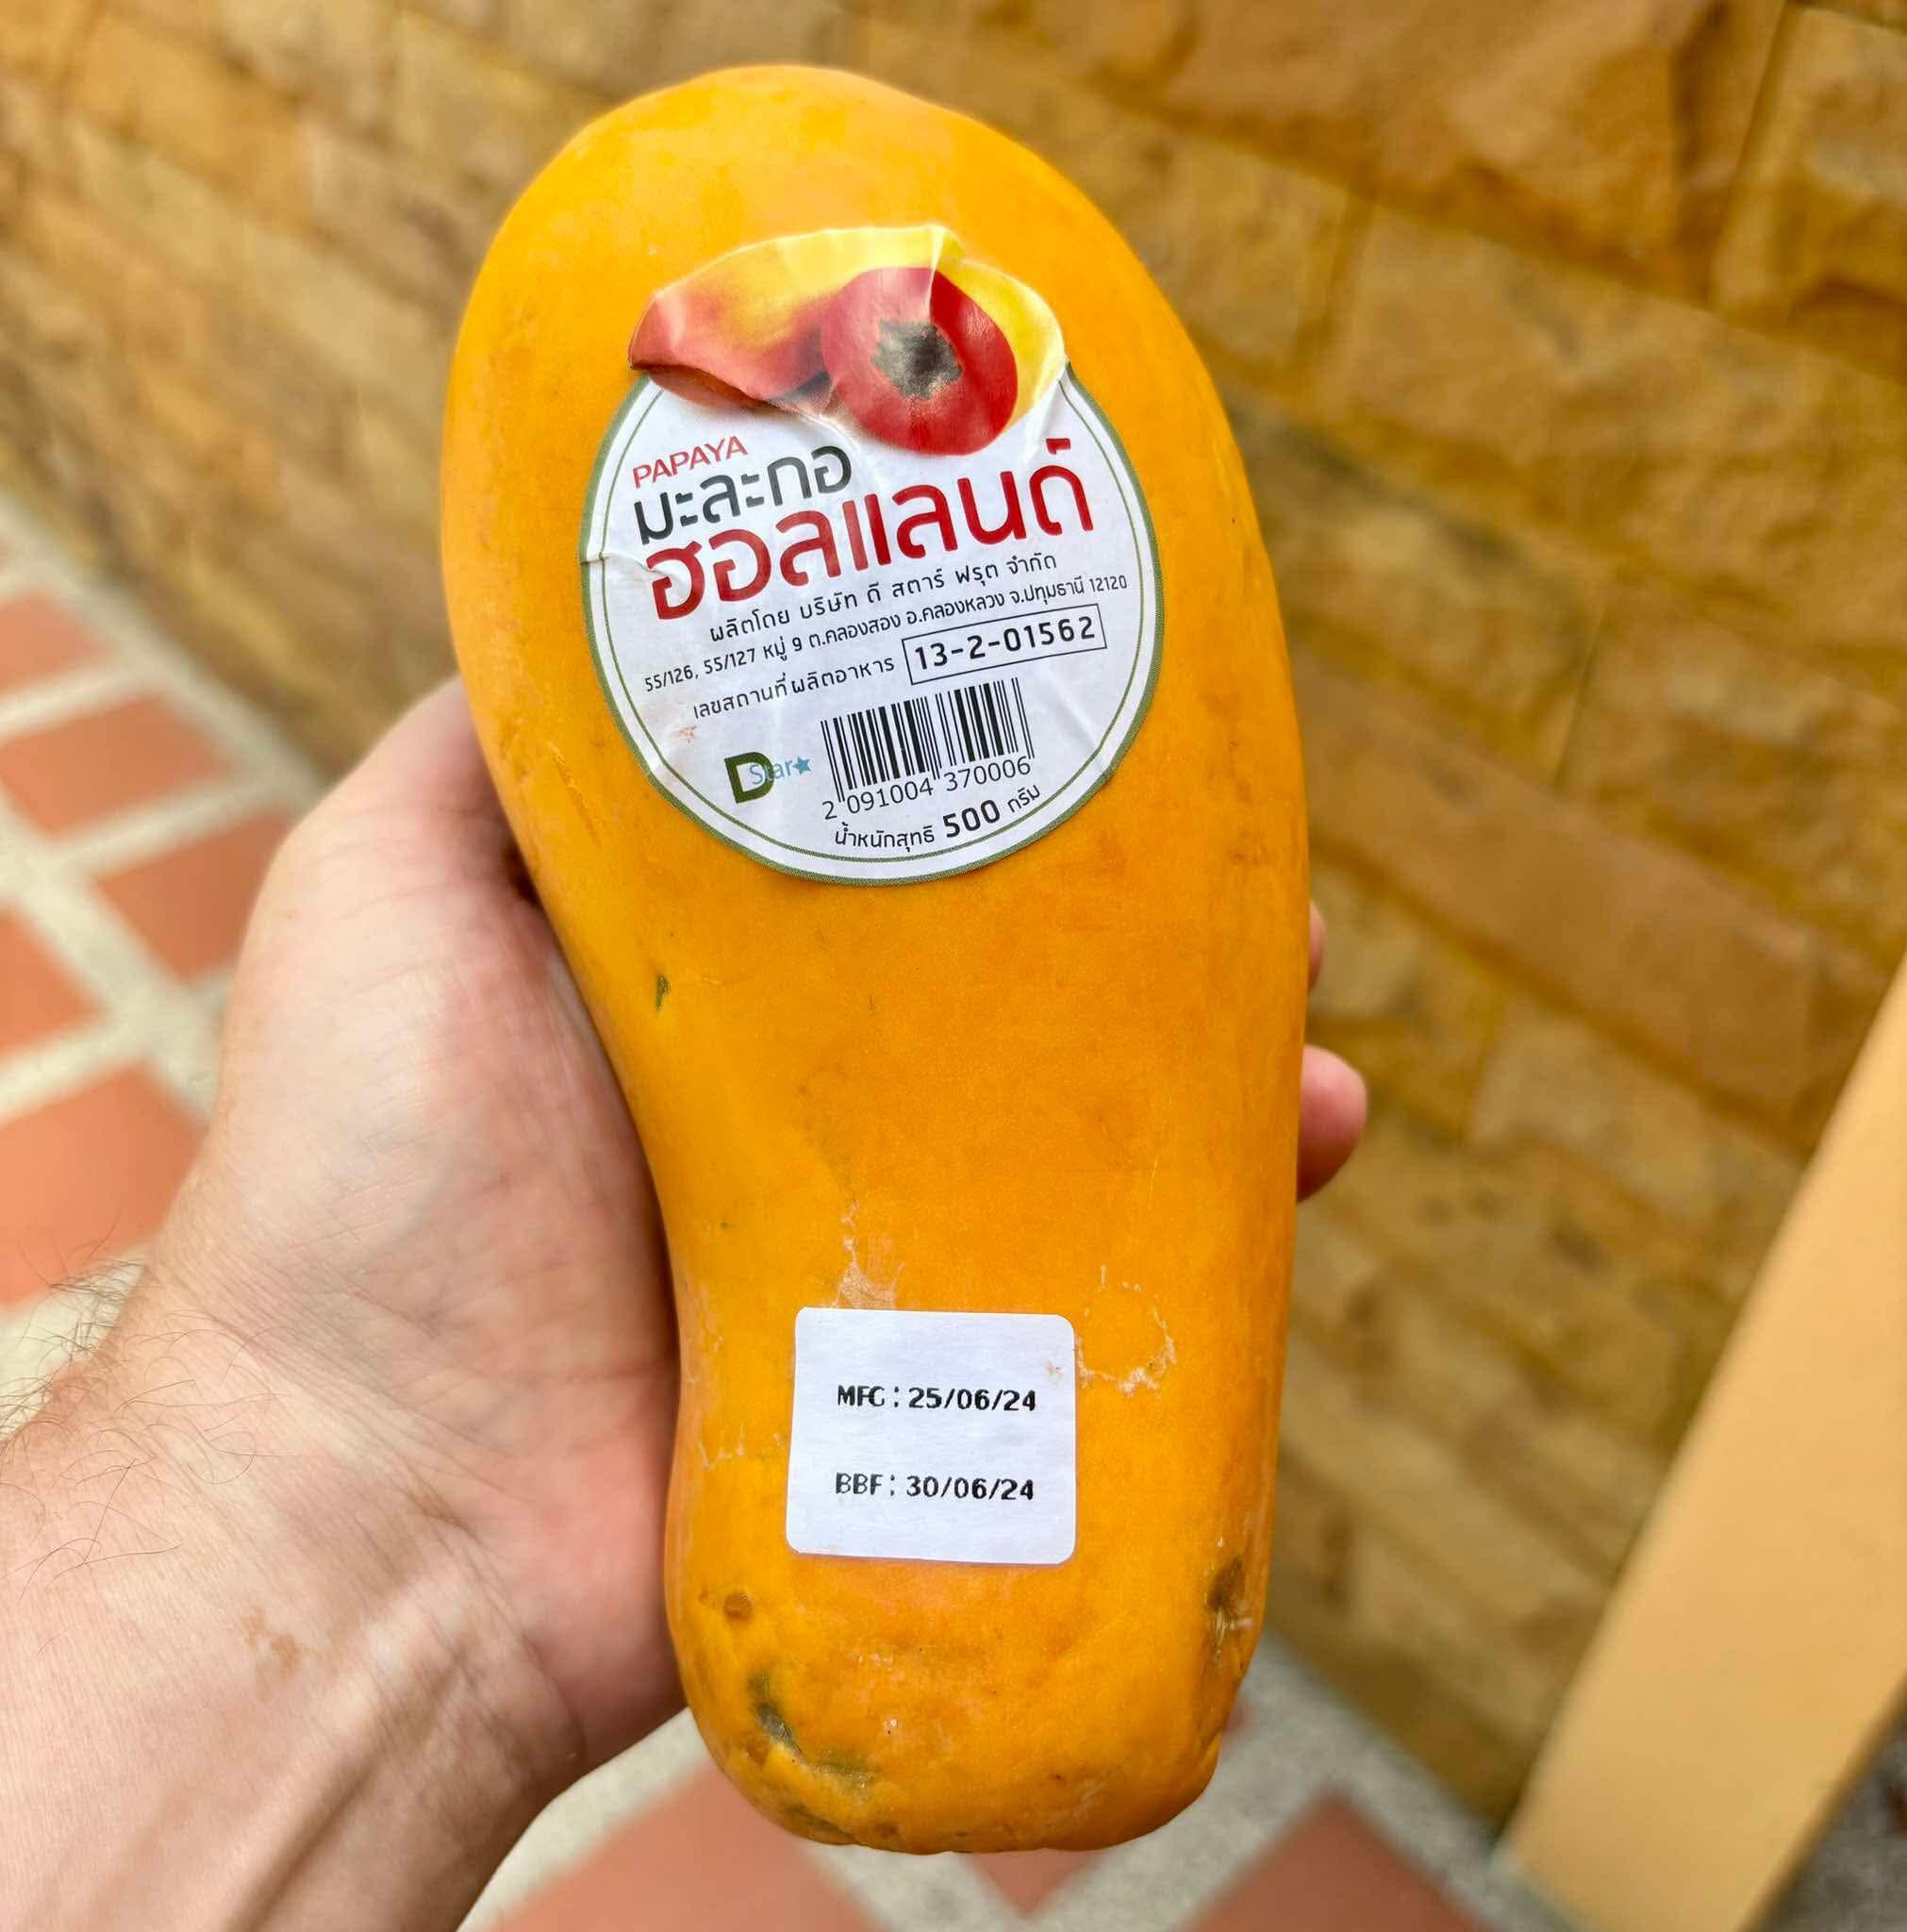 PAPAYA
มะละกอ
ฮอลแลนด์
ผลิตโดย บริษัท ดี สตาร์ ฟรุต จำกัด
55/126, 55/127 หมู่ 9 ต.คลองสอง อ.คลองหลวง จ.ปทุมธานี 12120
เลขสถานที่ผลิตอาหาร 13-2-01562
D Star
2 091004 370006
น้ำหนักสุทธิ 500 กรัม
MFG : 25/06/24
BBF : 30/06/24